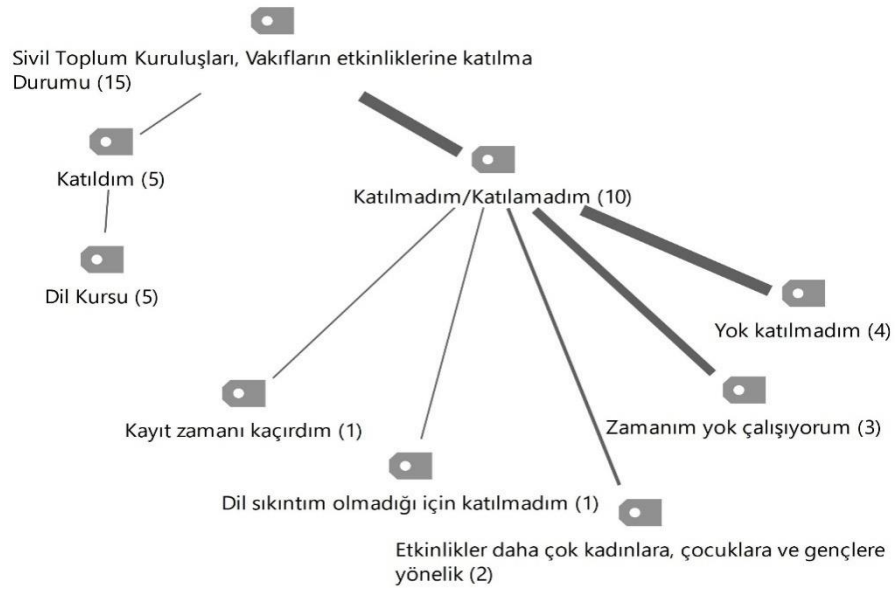 Sivil Toplum Kuruluşları, Vakıfların etkinliklerine katılma
Durumu (15)
Katıldım (5)
Katılmadım/Katılamadım (10)
Dil Kursu (5)
Yok katılmadım (4)
Kayıt zamanı kaçırdım (1)
Zamanım yok çalışıyorum (3)
Dil sıkıntım olmadığı için katılmadım (1)
Etkinlikler daha çok kadınlara, çocuklara ve gençlere
yönelik (2)